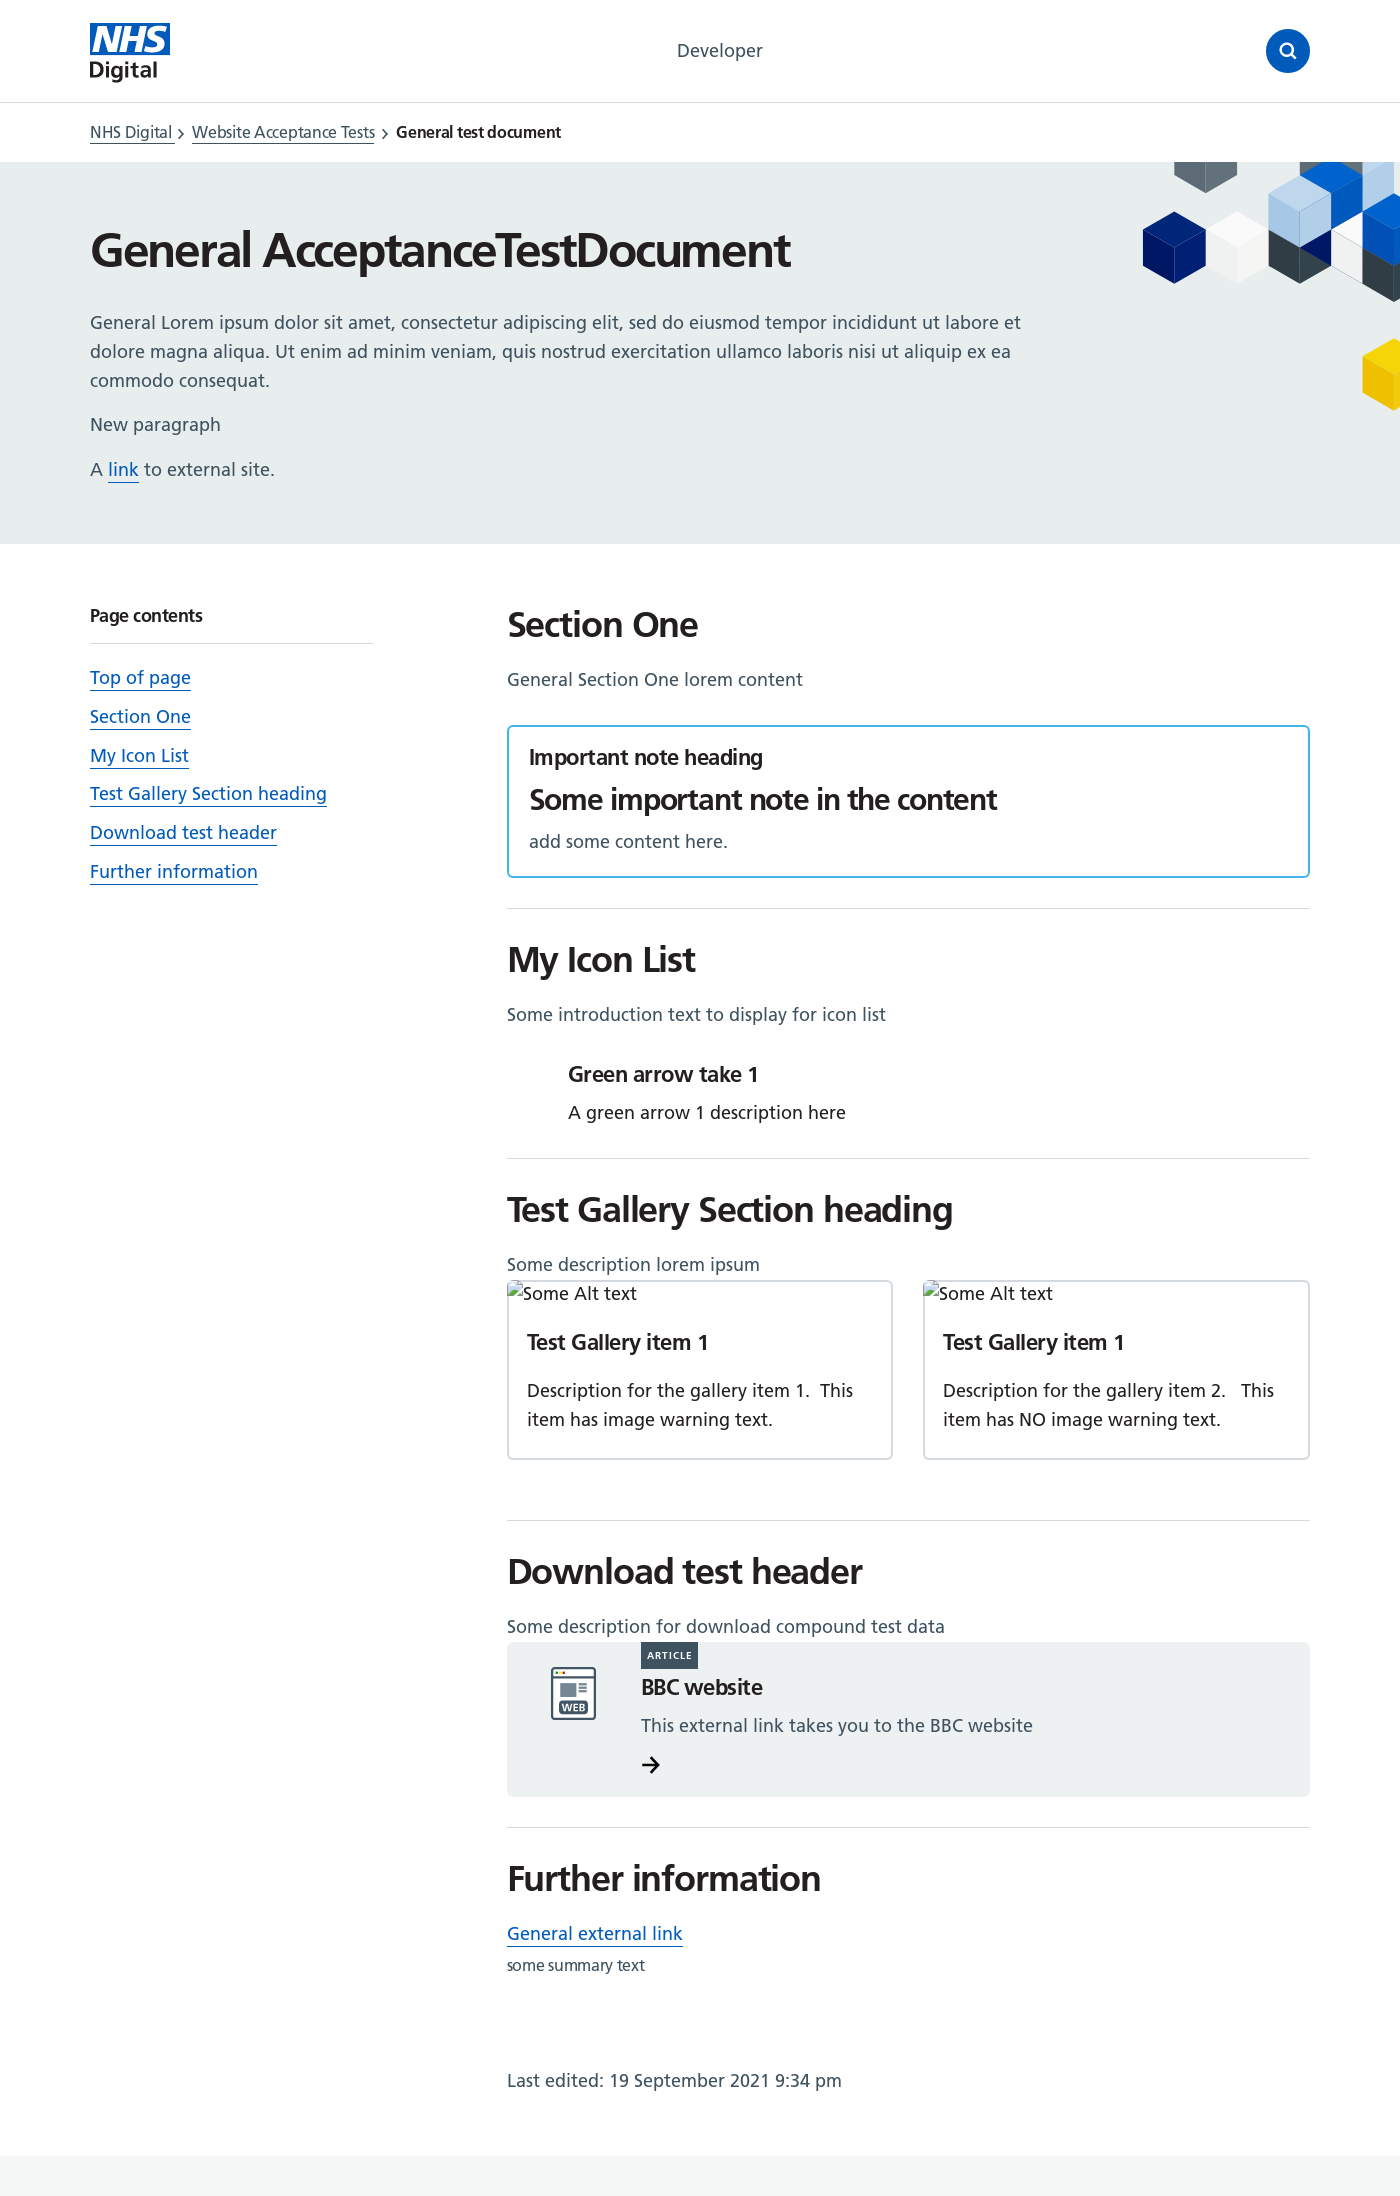 NHS
Digital
Developer
NHS Digital
Website Acceptance Tests
General test document
General AcceptanceTestDocument
General Lorem ipsum dolor sit amet, consectetur adipiscing elit, sed do eiusmod tempor incididunt ut labore et
dolore magna aliqua. Ut enim ad minim veniam, quis nostrud exercitation ullamco laboris nisi ut aliquip ex ea
commodo consequat.
New paragraph
A link to external site.
Page contents
Top of page
Section One
My Icon List
Test Gallery Section heading
Download test header
Further information
Section One
General Section One lorem content
Important note heading
Some important note in the content
add some content here.
My Icon List
Some introduction text to display for icon list
Green arrow take 1
A green arrow 1 description here
Test Gallery Section heading
Some description lorem ipsum
Some Alt text
Test Gallery item 1
Description for the gallery item 1.  This
item has image warning text.
Some Alt text
Test Gallery item 1
Description for the gallery item 2.   This
item has NO image warning text.
Download test header
Some description for download compound test data
ARTICLE
WEB
BBC website
This external link takes you to the BBC website
Further information
General external link
some summary text
Last edited: 19 September 2021 9:34 pm